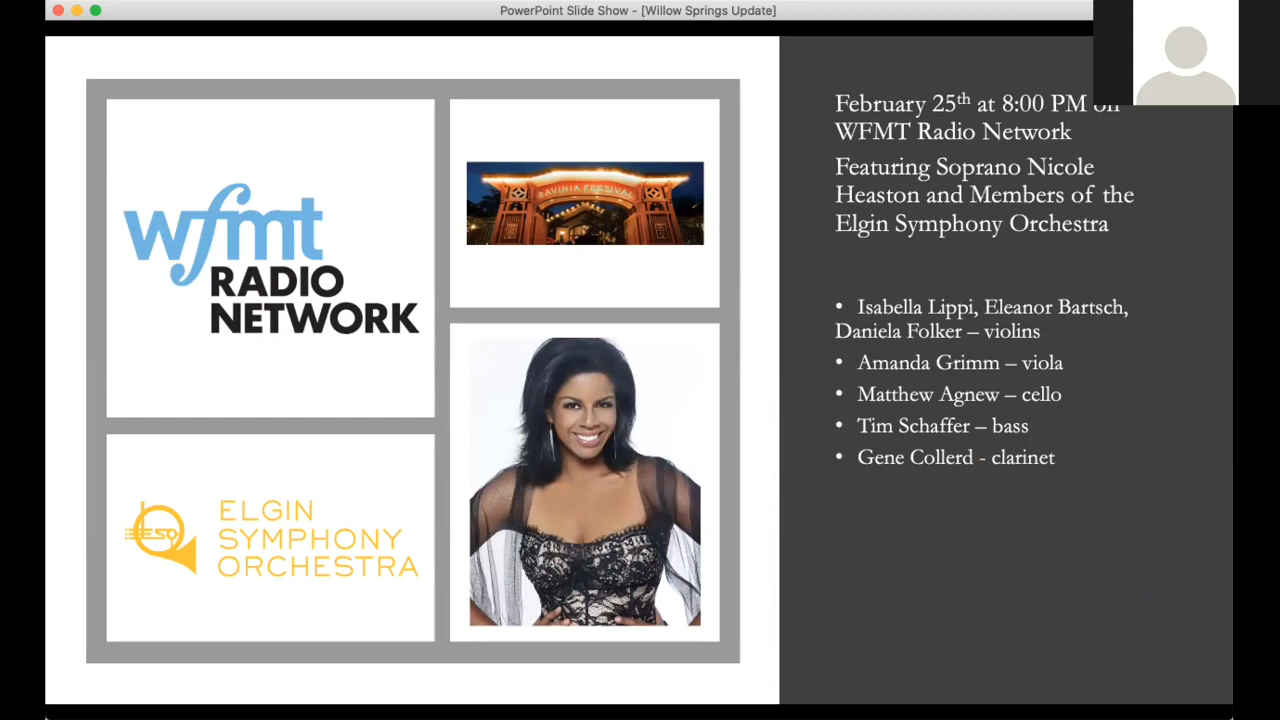 PowerPoint Slide Show - [Willow Springs Update]
wfmt
RADIO
NETWORK
RAVINIA FESTIVAL
ESO
ELGIN
SYMPHONY
ORCHESTRA
February 25th at 8:00 PM on
WFMT Radio Network
Featuring Soprano Nicole
Heaston and Members of the
Elgin Symphony Orchestra
• Isabella Lippi, Eleanor Bartsch,
Daniela Folker – violins
• Amanda Grimm – viola
• Matthew Agnew – cello
• Tim Schaffer – bass
• Gene Collerd - clarinet